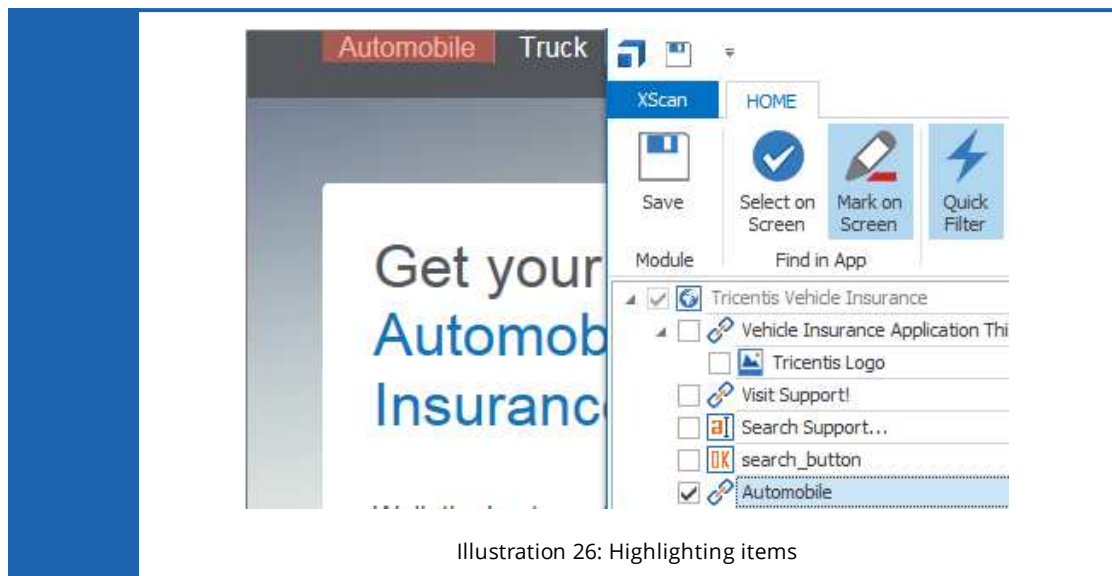 Automobile Truck
XScan HOME
Save
Select on Screen
Mark on Screen
Quick Filter
Module
Find in App
Get your
Automob
Insuranc
Tricentis Vehicle Insurance
Vehicle Insurance Application Thi
Tricentis Logo
Visit Support!
Search Support...
search_button
Automobile
Illustration 26: Highlighting items